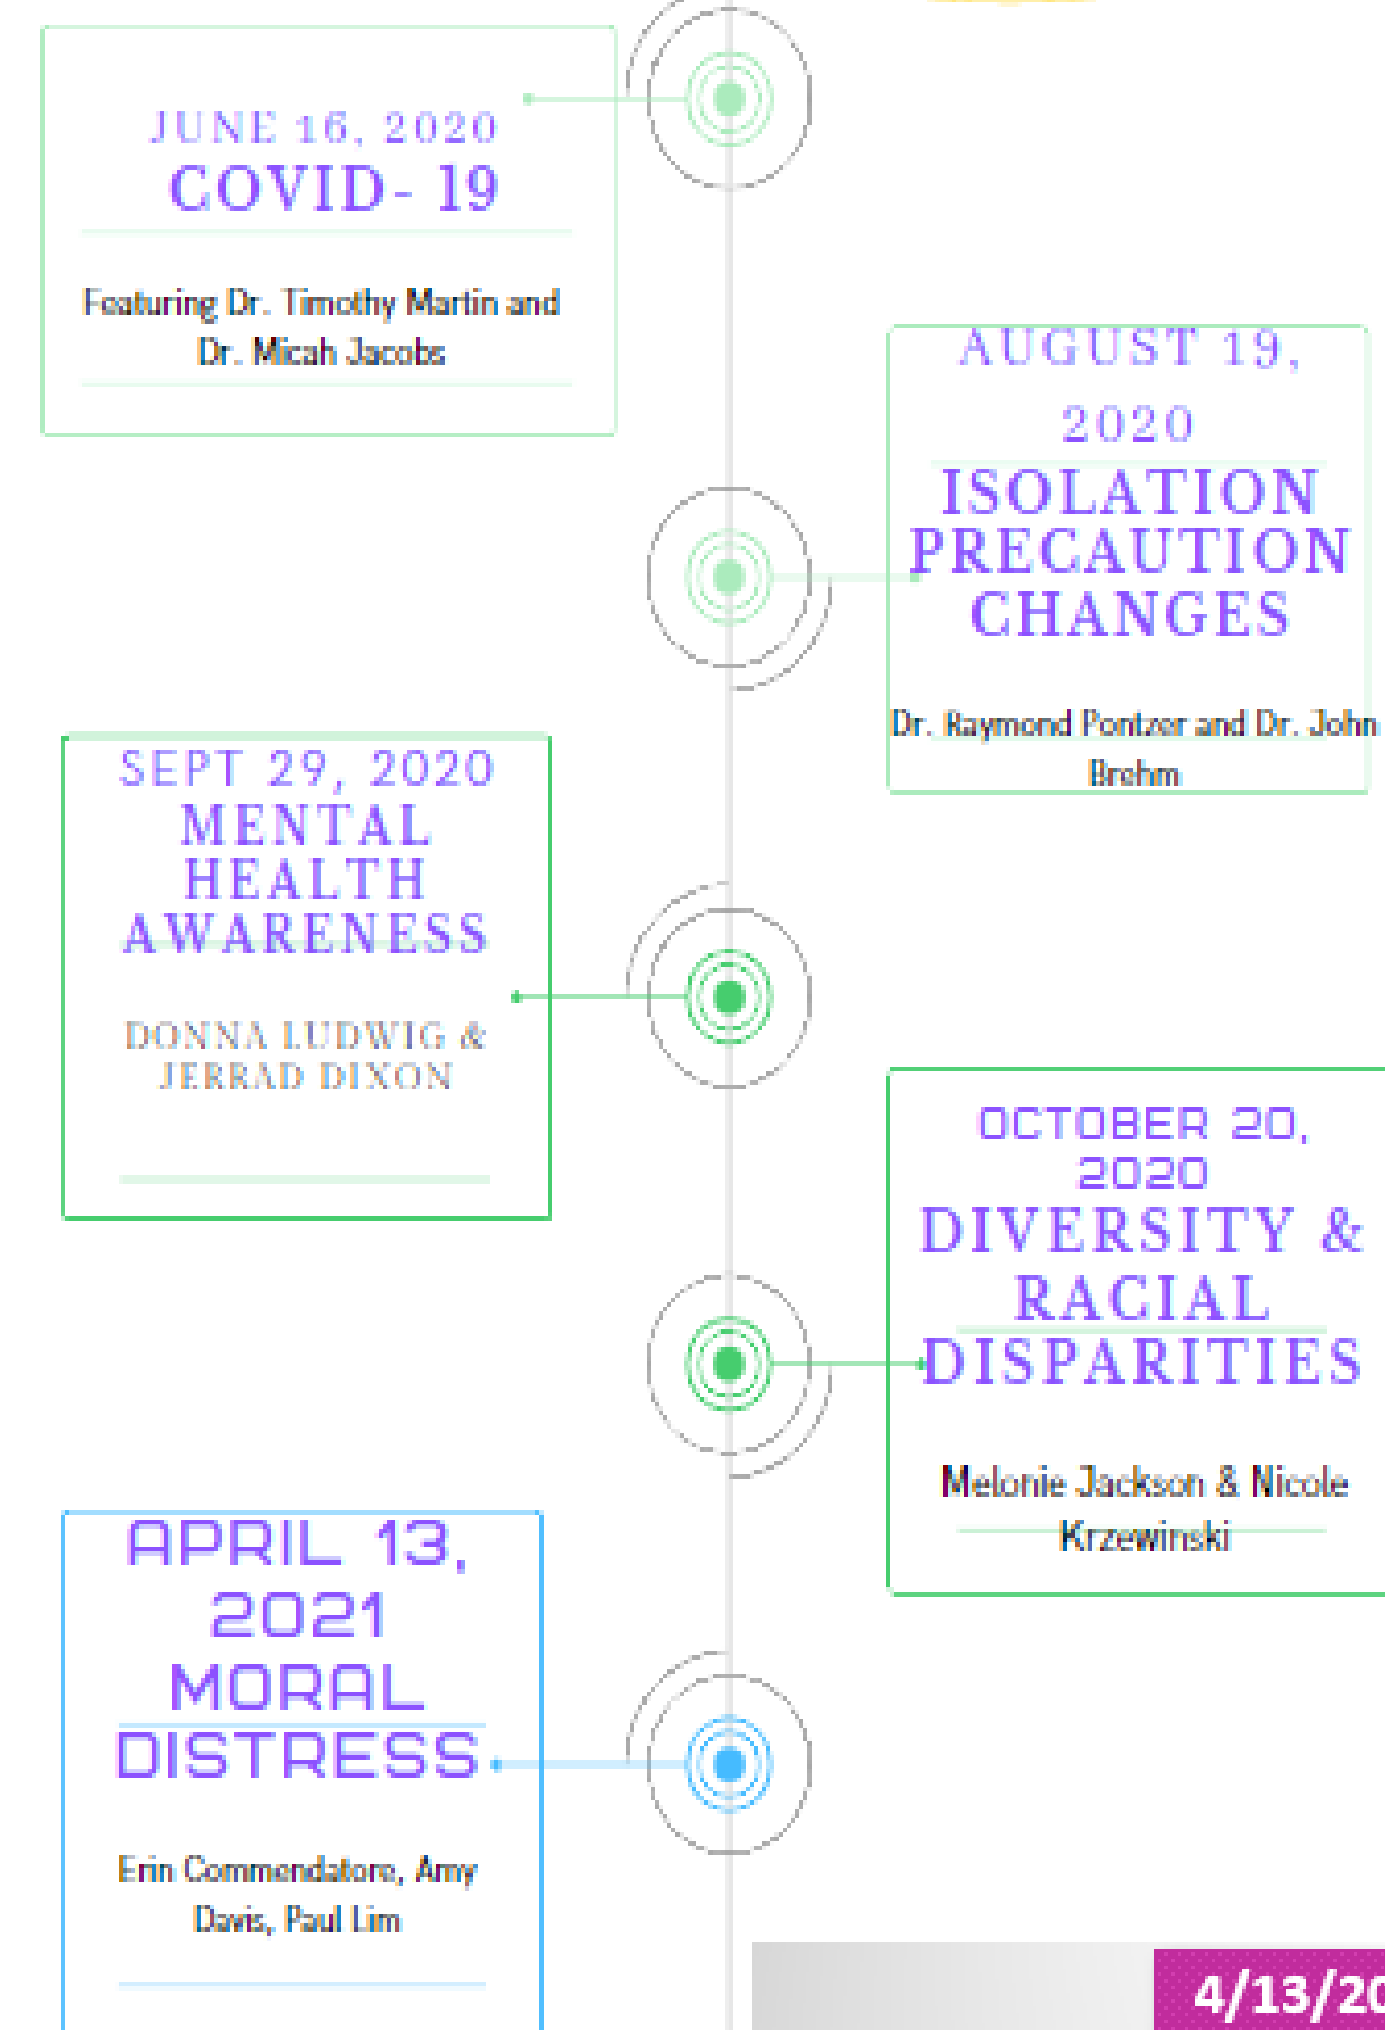 JUNE 16, 2020
COVID- 19
Featuring Dr. Timothy Martin and
Dr. Micah Jacobs
AUGUST 19,
2020
ISOLATION
PRECAUTION
CHANGES
Dr. Raymond Pontzer and Dr. John
Brehm
SEPT 29, 2020
MENTAL
HEALTH
AWARENESS
DONNA LUDWIG &
JERRAD DIXON
OCTOBER 20,
2020
DIVERSITY &
RACIAL
DISPARITIES
Melonie Jackson & Nicole
Krzewinski
APRIL 13,
2021
MORAL
DISTRESS
Erin Commendatore, Amy
Davis, Paul Lim
4/13/20